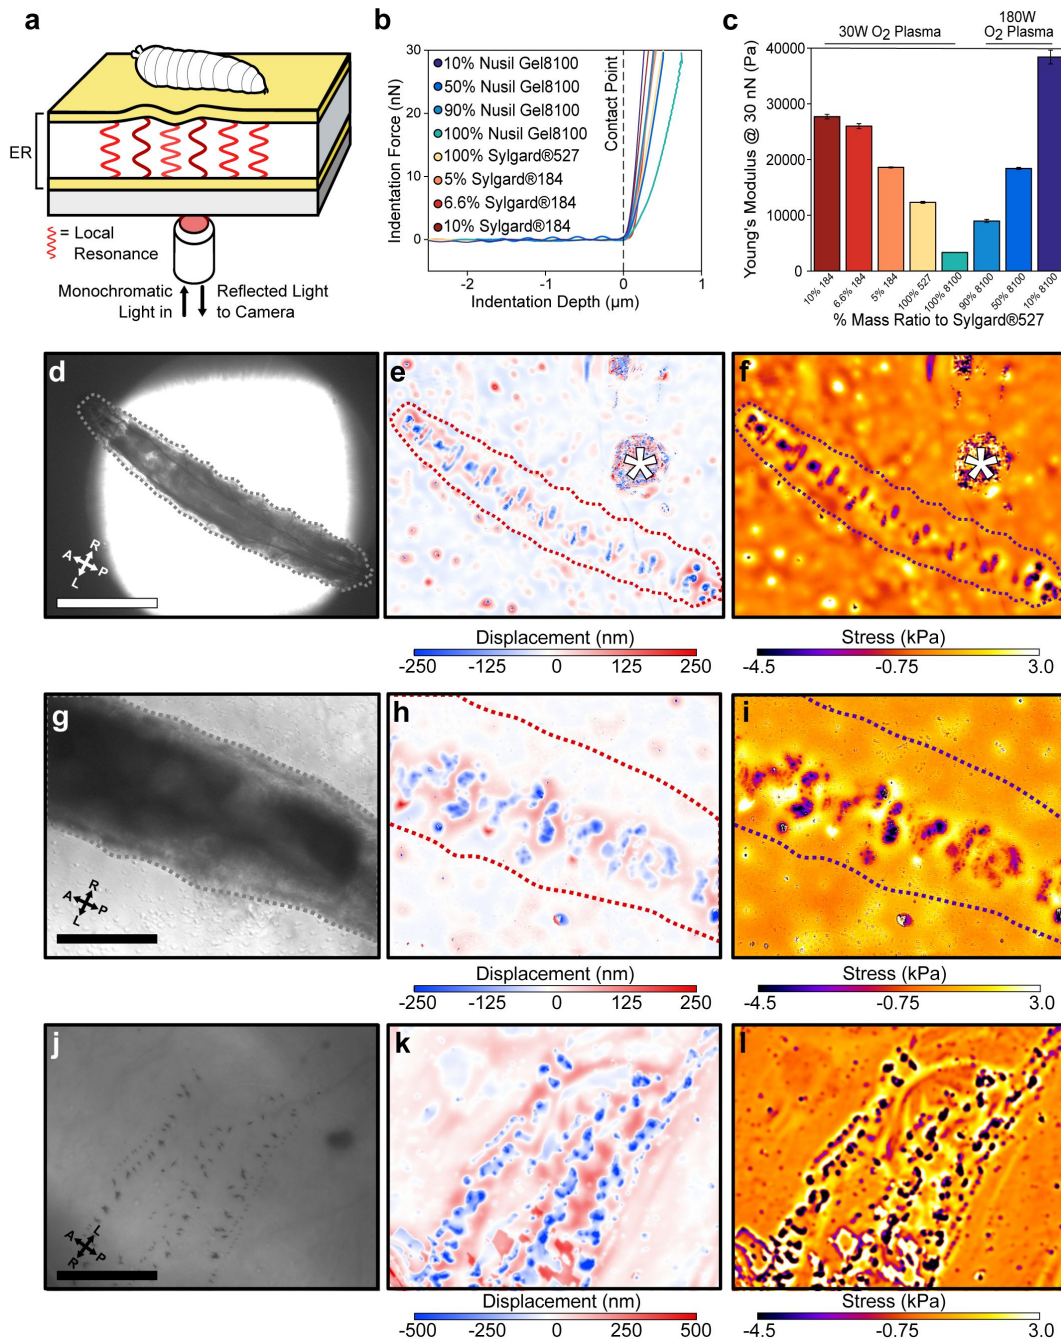 a
ER
= Local
Resonance
Monochromatic
Light in
Reflected Light
to Camera
b
Indentation Force (nN)
30
20
10
0
10% Nusil Gel8100
50% Nusil Gel8100
90% Nusil Gel8100
100% Nusil Gel8100
100% Sylgard®527
5% Sylgard®184
6.6% Sylgard®184
10% Sylgard®184
Contact Point
-2 -1 0 1
Indentation Depth (µm)
c
30W O2 Plasma
180W
O2 Plasma
Young's Modulus @ 30 nN (Pa)
40000
30000
20000
10000
0
10% 184
6.6% 184
5% 184
100% 527
100% 8100
90% 8100
50% 8100
10% 8100
% Mass Ratio to Sylgard®527
d
A R P L
e
*
Displacement (nm)
-250 -125 0 125 250
f
*
Stress (kPa)
-4.5 -0.75 3.0
g
A R P L
h
Displacement (nm)
-250 -125 0 125 250
i
Stress (kPa)
-4.5 -0.75 3.0
j
A L P R
k
Displacement (nm)
-500 -250 0 250 500
l
Stress (kPa)
-4.5 -0.75 3.0